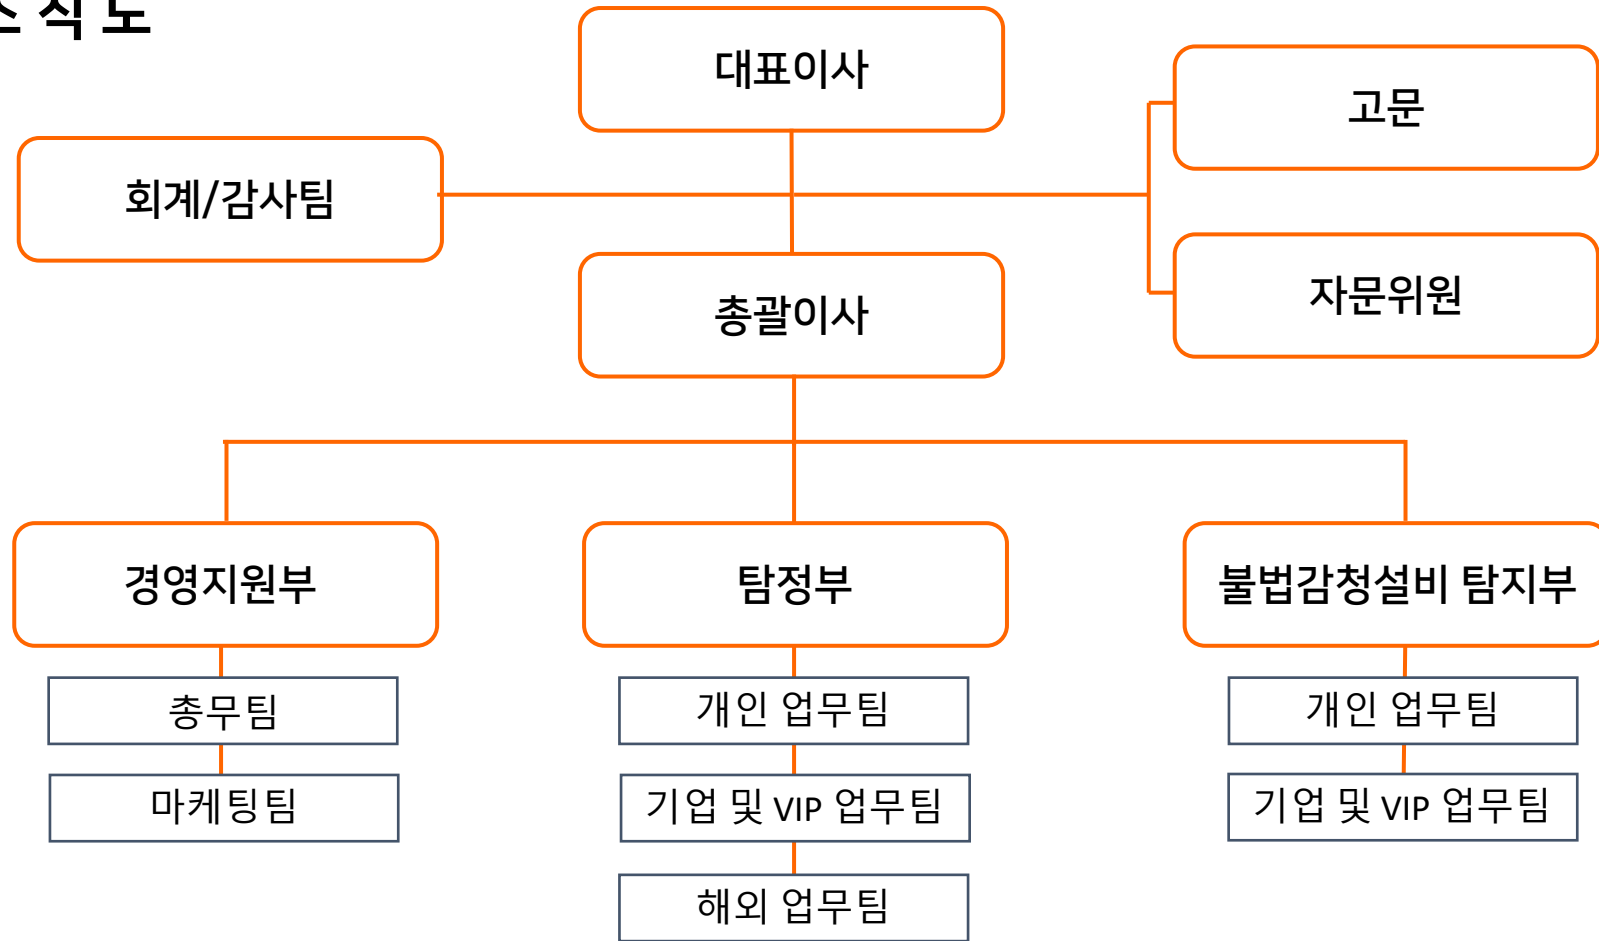 대표이사
고문
회계/감사팀
자문위원
총괄이사
경영지원부
탐정부
불법감청설비 탐지부
총무팀
개인 업무팀
개인 업무팀
마케팅팀
기업 및 VIP 업무팀
기업 및 VIP 업무팀
해외 업무팀